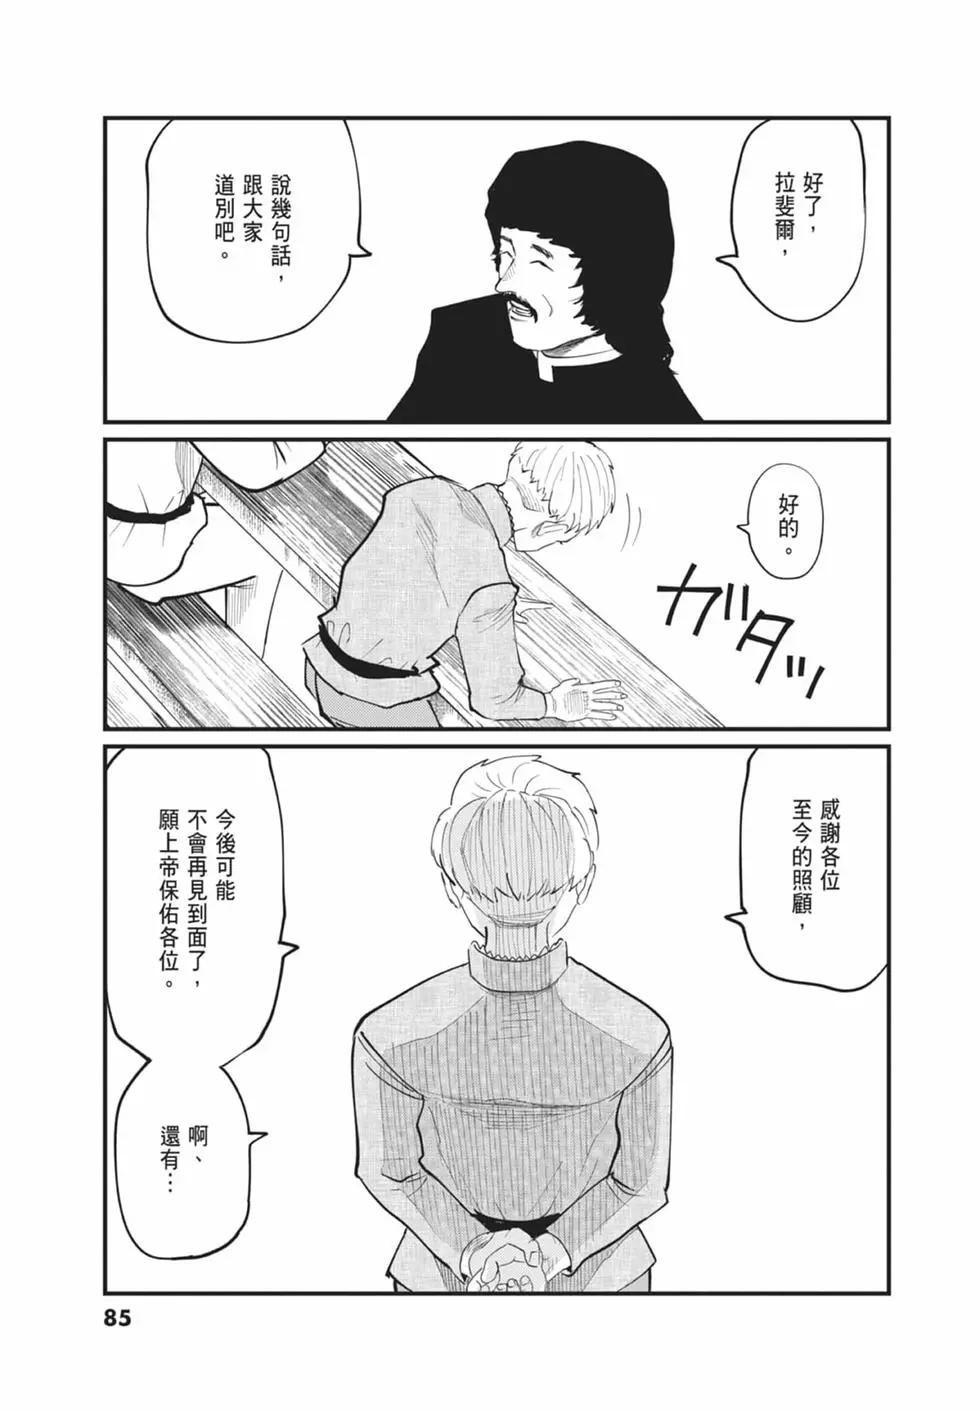 好了，
拉斐爾，
說幾句話，
跟大家
道別吧。
好的。
ガタッ
感謝各位
至今的照顧，
今後可能
不會再見到面了，
願上帝保佑各位。
啊、
還有…
85